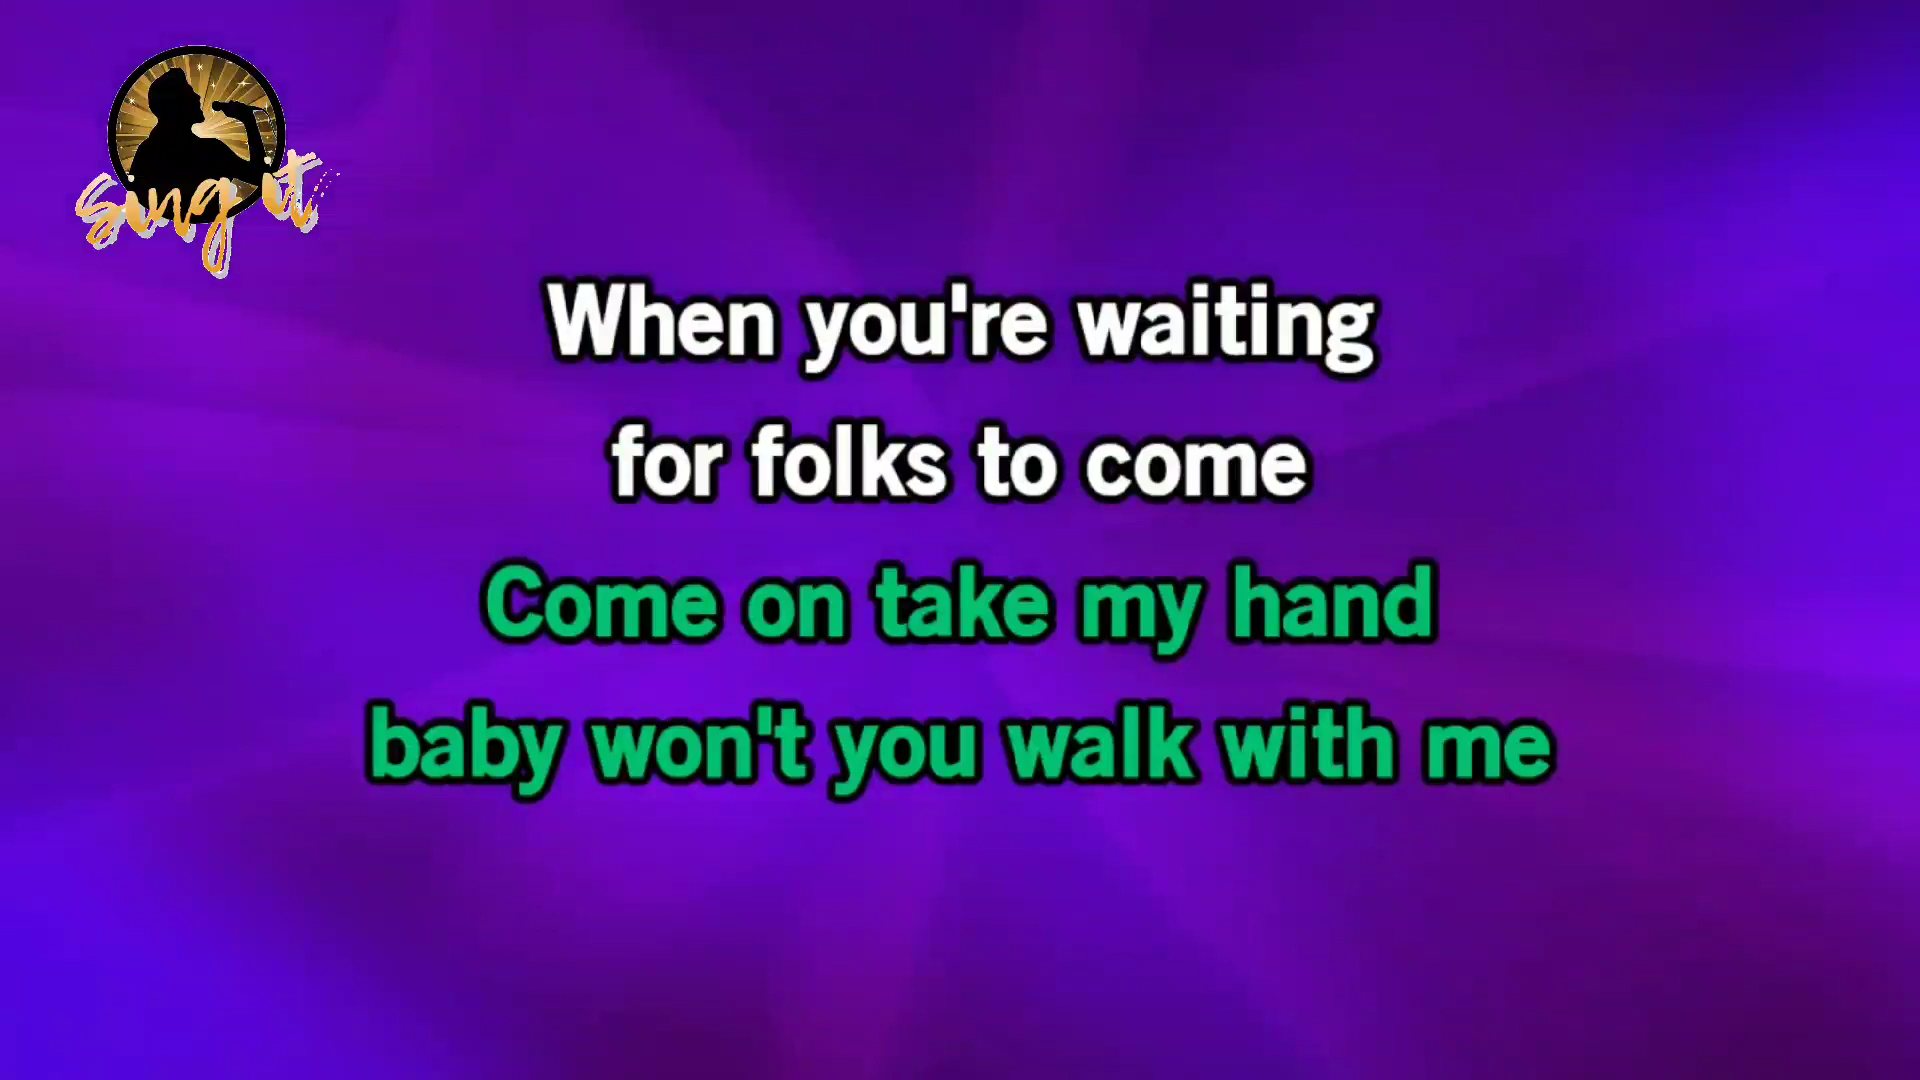 sing it
When you're waiting
for folks to come
Come on take my hand
baby won't you walk with me